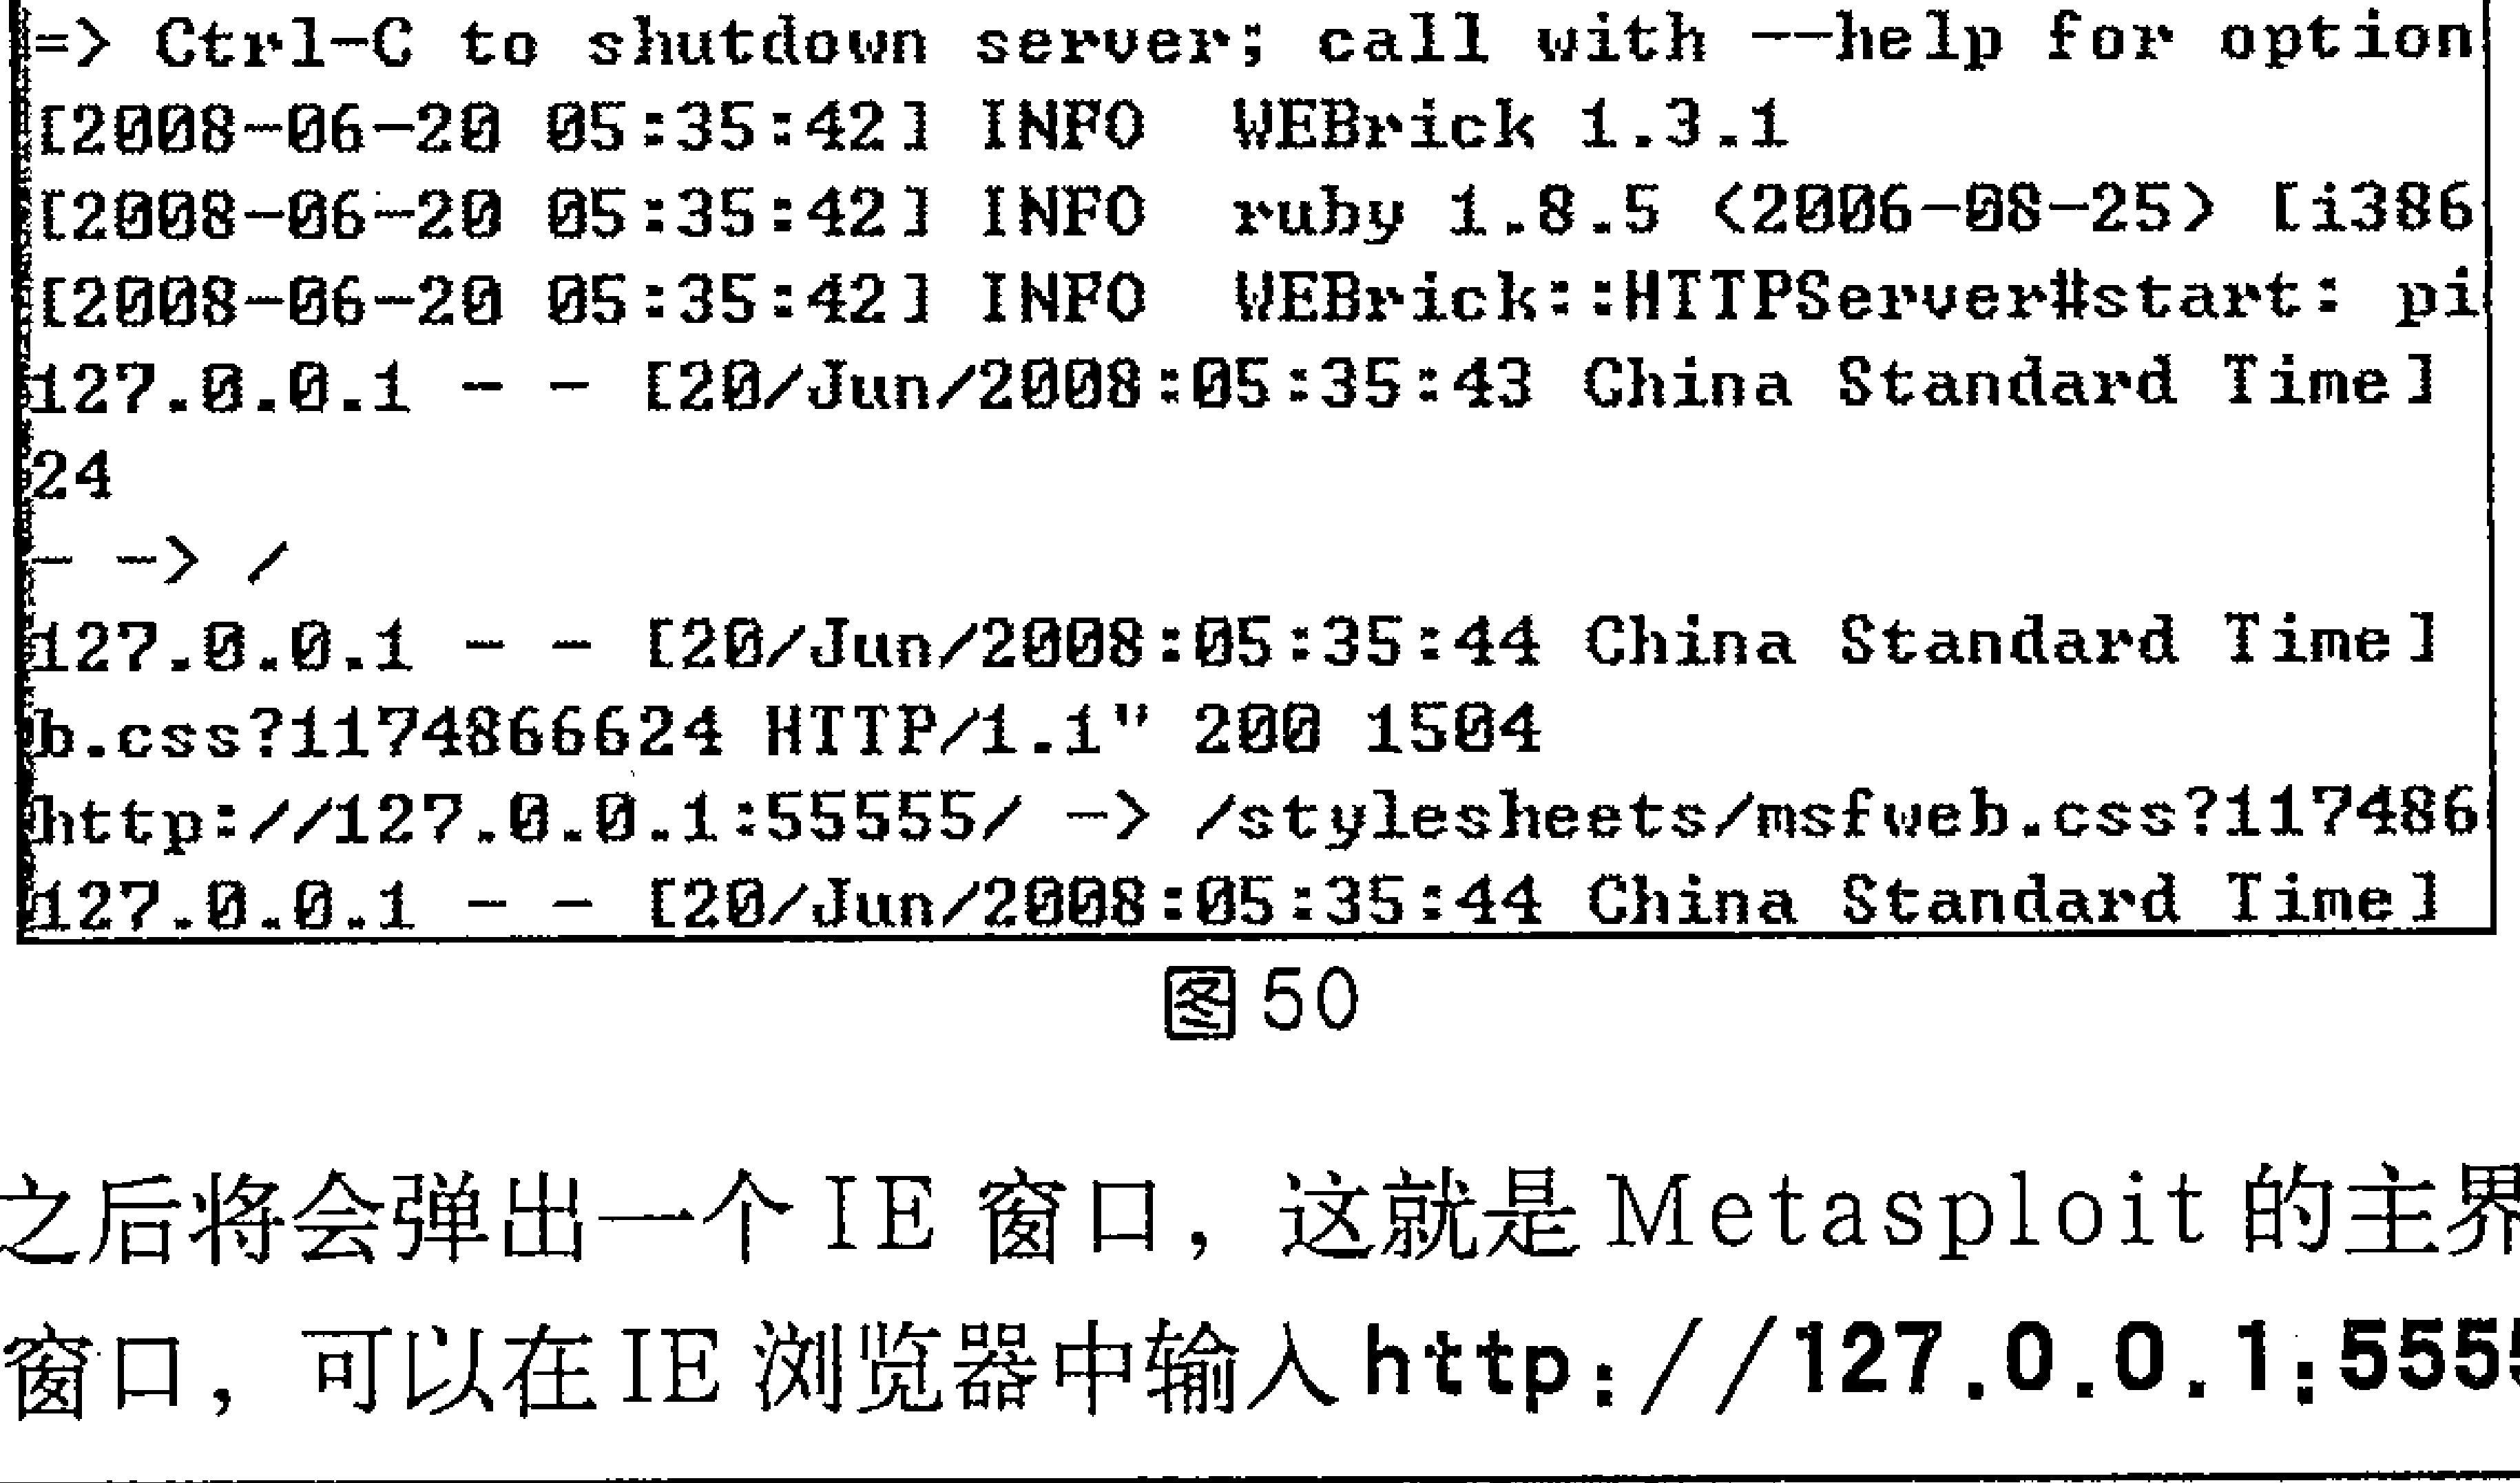 => Ctrl-C to shutdown server; call with --help for option
[2008-06-20 05:35:42] INFO  WEBrick 1.3.1
[2008-06-20 05:35:42] INFO  ruby 1.8.5 (2006-08-25) [i386
[2008-06-20 05:35:42] INFO  WEBrick::HTTPServer#start: pi
127.0.0.1 - - [20/Jun/2008:05:35:43 China Standard Time]
24
- -> /
127.0.0.1 - - [20/Jun/2008:05:35:44 China Standard Time]
b.css?1174866624 HTTP/1.1" 200 1504
http://127.0.0.1:55555/ -> /stylesheets/msfweb.css?117486
127.0.0.1 - - [20/Jun/2008:05:35:44 China Standard Time]
图 50
之后将会弹出一个 IE 窗口，这就是 Metasploit 的主界
窗口，可以在 IE 浏览器中输入 http://127.0.0.1:5555